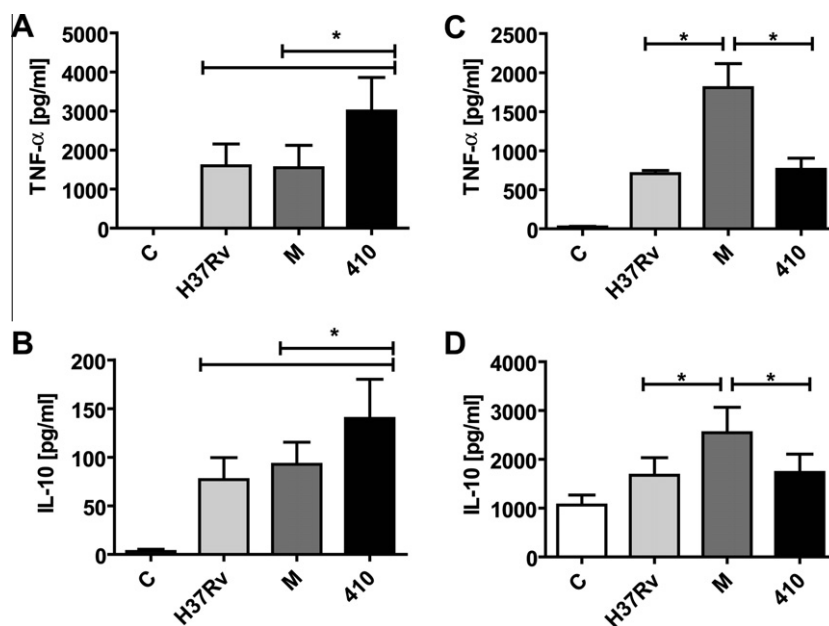 A
TNF-α [pg/ml]
5000
4000
3000
2000
1000
0
*
C
H37Rv
M
410
C
TNF-α [pg/ml]
2500
2000
1500
1000
500
0
*
*
C
H37Rv
M
410
B
IL-10 [pg/ml]
200
150
100
50
0
*
C
H37Rv
M
410
D
IL-10 [pg/ml]
4000
3000
2000
1000
0
*
*
C
H37Rv
M
410